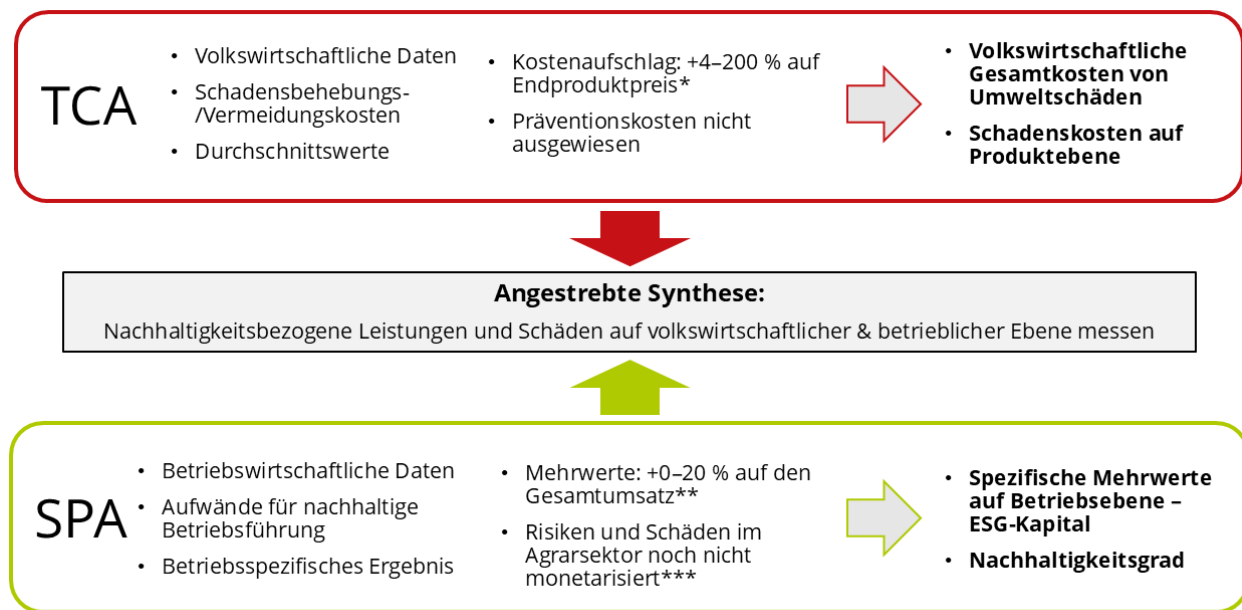 TCA
• Volkswirtschaftliche Daten
• Schadensbehebungs-
/Vermeidungskosten
• Durchschnittswerte
• Kostenaufschlag: +4–200 % auf
Endproduktpreis*
• Präventionskosten nicht
ausgewiesen
• Volkswirtschaftliche
Gesamtkosten von
Umweltschäden
• Schadenskosten auf
Produktebene
Angestrebte Synthese:
Nachhaltigkeitsbezogene Leistungen und Schäden auf volkswirtschaftlicher & betrieblicher Ebene messen
SPA
• Betriebswirtschaftliche Daten
• Aufwände für nachhaltige
Betriebsführung
• Betriebsspezifisches Ergebnis
• Mehrwerte: +0–20 % auf den
Gesamtumsatz**
• Risiken und Schäden im
Agrarsektor noch nicht
monetarisiert***
• Spezifische Mehrwerte
auf Betriebsebene –
ESG-Kapital
• Nachhaltigkeitsgrad